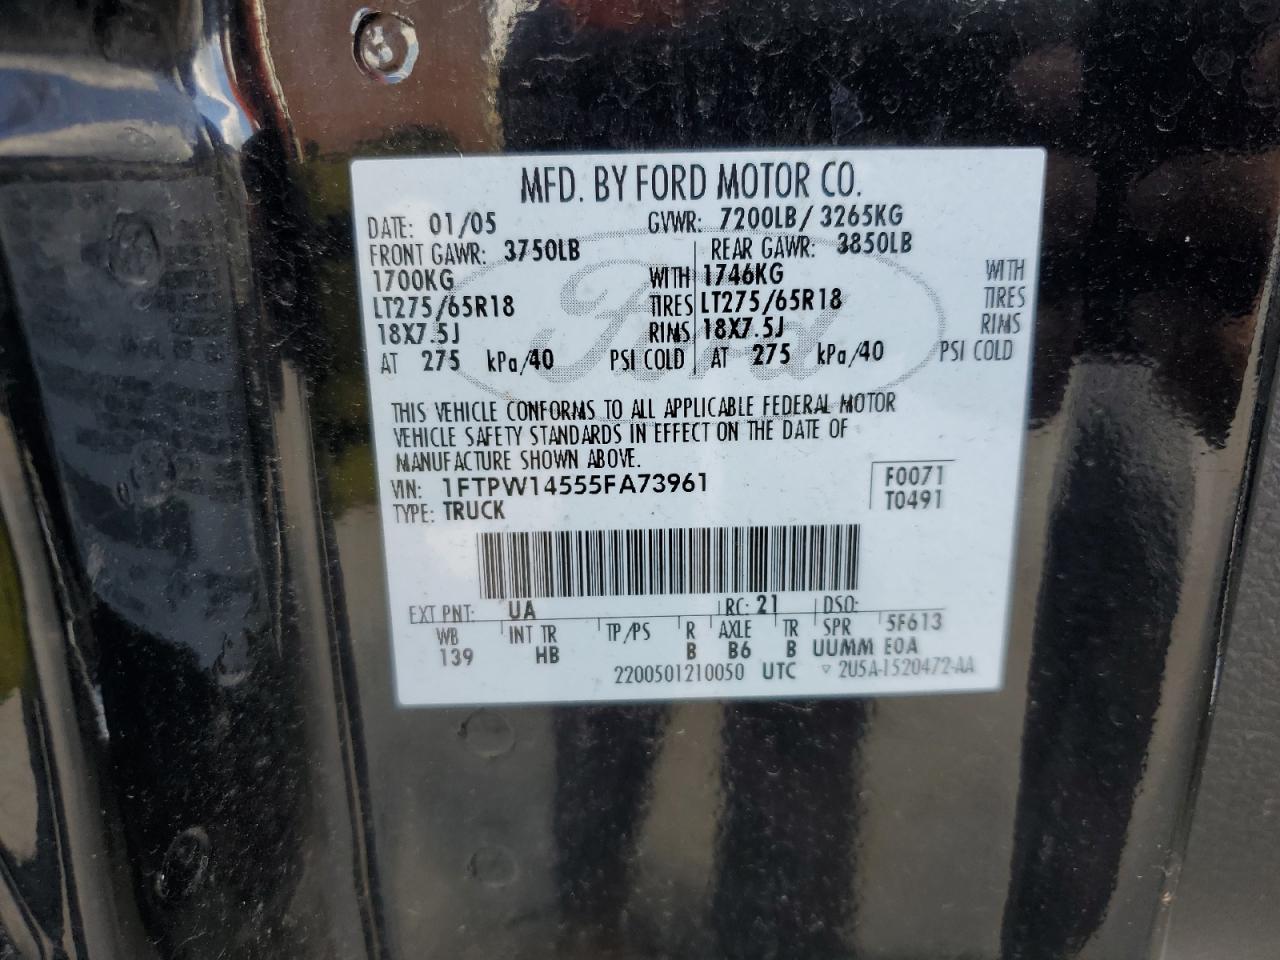 MFD. BY FORD MOTOR CO.
DATE: 01/05 GVWR: 7200LB/ 3265KG
FRONT GAWR: 3750LB REAR GAWR: 3850LB
1700KG WITH 1746KG WITH
LT275/65R18 TIRES LT275/65R18 TIRES
18X7.5J RIMS 18X7.5J RIMS
AT 275 kPa/40 PSI COLD AT 275 kPa/40 PSI COLD
Ford
THIS VEHICLE CONFORMS TO ALL APPLICABLE FEDERAL MOTOR
VEHICLE SAFETY STANDARDS IN EFFECT ON THE DATE OF
MANUFACTURE SHOWN ABOVE.
VIN: 1FTPW14555FA73961 F0071
TYPE: TRUCK T0491
EXT PNT: UA RC: 21 DSO:
WB INT TR TP/PS R AXLE TR SPR 5F613
139 HB B B6 B UUMM EOA
2200501210050 UTC ▽ 2U5A-1520472-AA